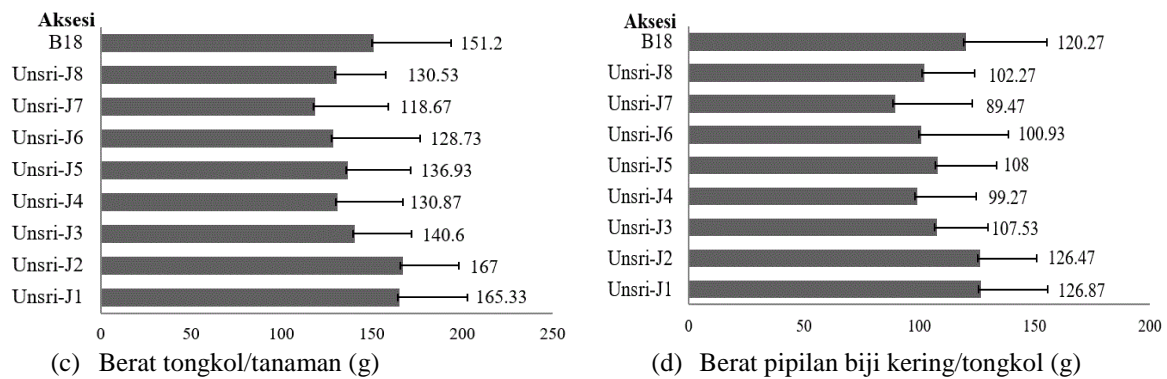 Aksesi
B18 151.2
Unsri-J8 130.53
Unsri-J7 118.67
Unsri-J6 128.73
Unsri-J5 136.93
Unsri-J4 130.87
Unsri-J3 140.6
Unsri-J2 167
Unsri-J1 165.33
0 50 100 150 200 250
(c) Berat tongkol/tanaman (g)
Aksesi
B18 120.27
Unsri-J8 102.27
Unsri-J7 89.47
Unsri-J6 100.93
Unsri-J5 108
Unsri-J4 99.27
Unsri-J3 107.53
Unsri-J2 126.47
Unsri-J1 126.87
0 50 100 150 200
(d) Berat pipilan biji kering/tongkol (g)